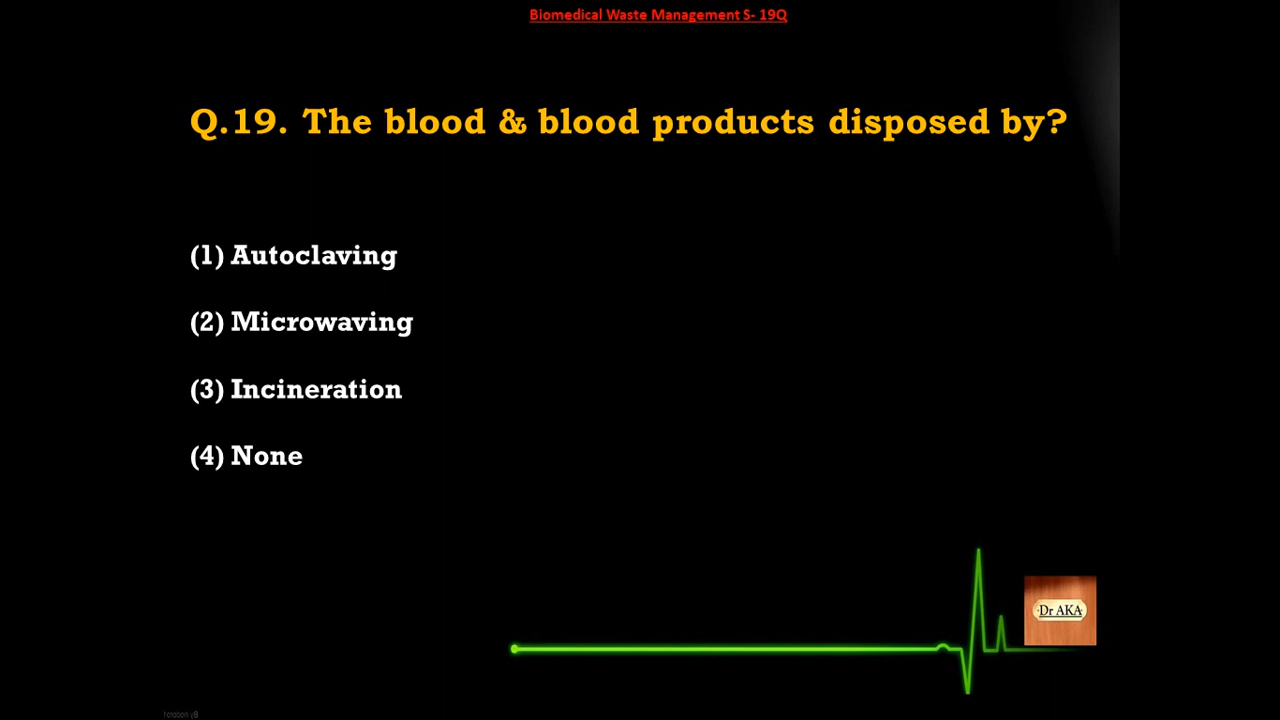 Biomedical Waste Management S- 19Q
Q.19. The blood & blood products disposed by?
(1) Autoclaving
(2) Microwaving
(3) Incineration
(4) None
Dr AKA